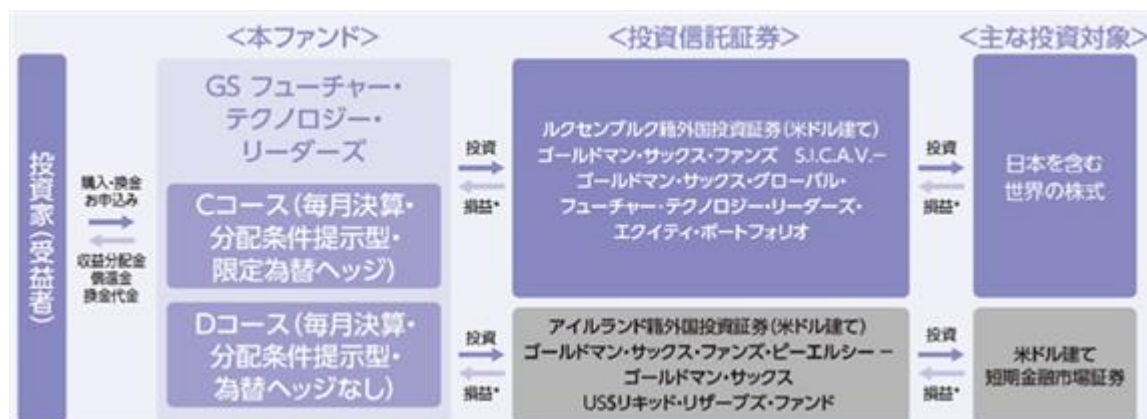 <本ファンド>
<投資信託証券>
<主な投資対象>
投資家(受益者)
購入・換金
お申込み
収益分配金
償還金
換金代金
GS フューチャー・
テクノロジー・
リーダーズ
Cコース(毎月決算・
分配条件提示型・
限定為替ヘッジ)
Dコース(毎月決算・
分配条件提示型・
為替ヘッジなし)
投資
損益*
ルクセンブルク籍外国投資証券(米ドル建て)
ゴールドマン・サックス・ファンズ S.I.C.A.V.−
ゴールドマン・サックス・グローバル・
フューチャー・テクノロジー・リーダーズ・
エクイティ・ポートフォリオ
投資
損益*
日本を含む
世界の株式
投資
損益*
アイルランド籍外国投資証券(米ドル建て)
ゴールドマン・サックス・ファンズ・ピーエルシー −
ゴールドマン・サックス
US$リキッド・リザーブズ・ファンド
投資
損益*
米ドル建て
短期金融市場証券